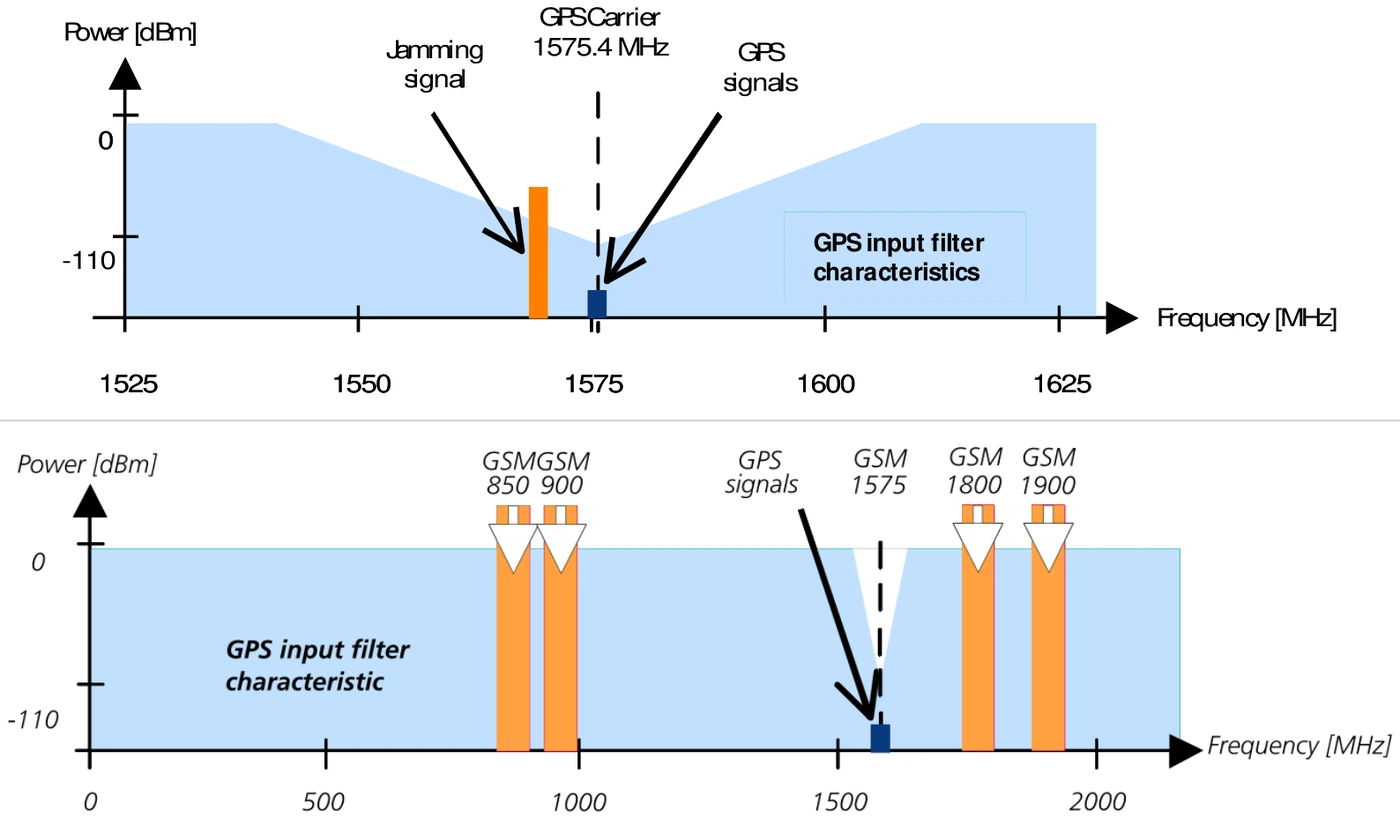 Power [dBm]
Jamming
signal
GPS Carrier
1575.4 MHz
GPS
signals
0
-110
GPS input filter
characteristics
Frequency [MHz]
1525
1550
1575
1600
1625
Power [dBm]
GSM
850
GSM
900
GPS
signals
GSM
1575
GSM
1800
GSM
1900
0
GPS input filter
characteristic
-110
Frequency [MHz]
0
500
1000
1500
2000